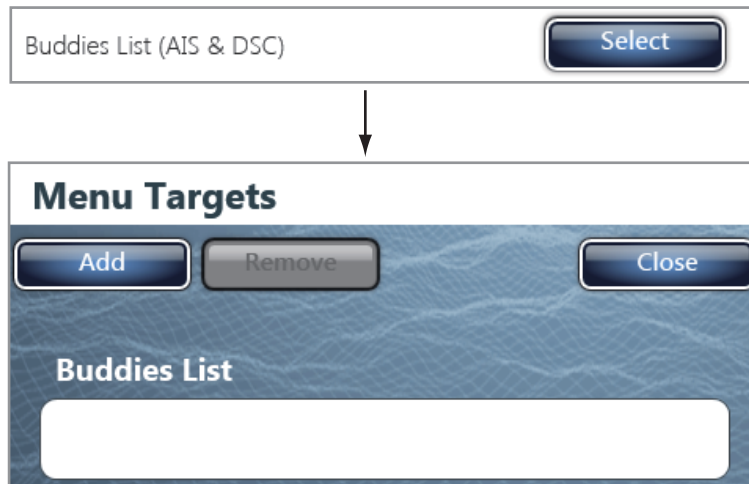 Buddies List (AIS & DSC)
Select
Menu Targets
Add
Remove
Close
Buddies List